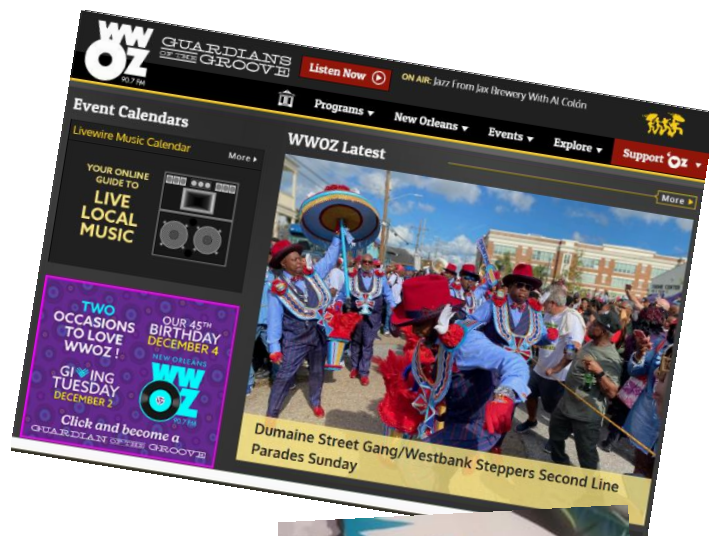 WW
OZ
90.7 FM
GUARDIANS
OF THE GROOVE
Listen Now
ON AIR: Jazz From Jax Brewery With Al Colón
Programs
New Orleans
Events
Explore
Support OZ
Event Calendars
Livewire Music Calendar
More
YOUR ONLINE
GUIDE TO
LIVE
LOCAL
MUSIC
TWO
OCCASIONS
TO LOVE
WWOZ !
OUR 45TH
BIRTHDAY
DECEMBER 4
GIVING
TUESDAY
DECEMBER 2
NEW ORLEANS
WW
OZ
90.7 FM
Click and become a
GUARDIAN OF THE GROOVE
WWOZ Latest
More
Dumaine Street Gang/Westbank Steppers Second Line
Parades Sunday